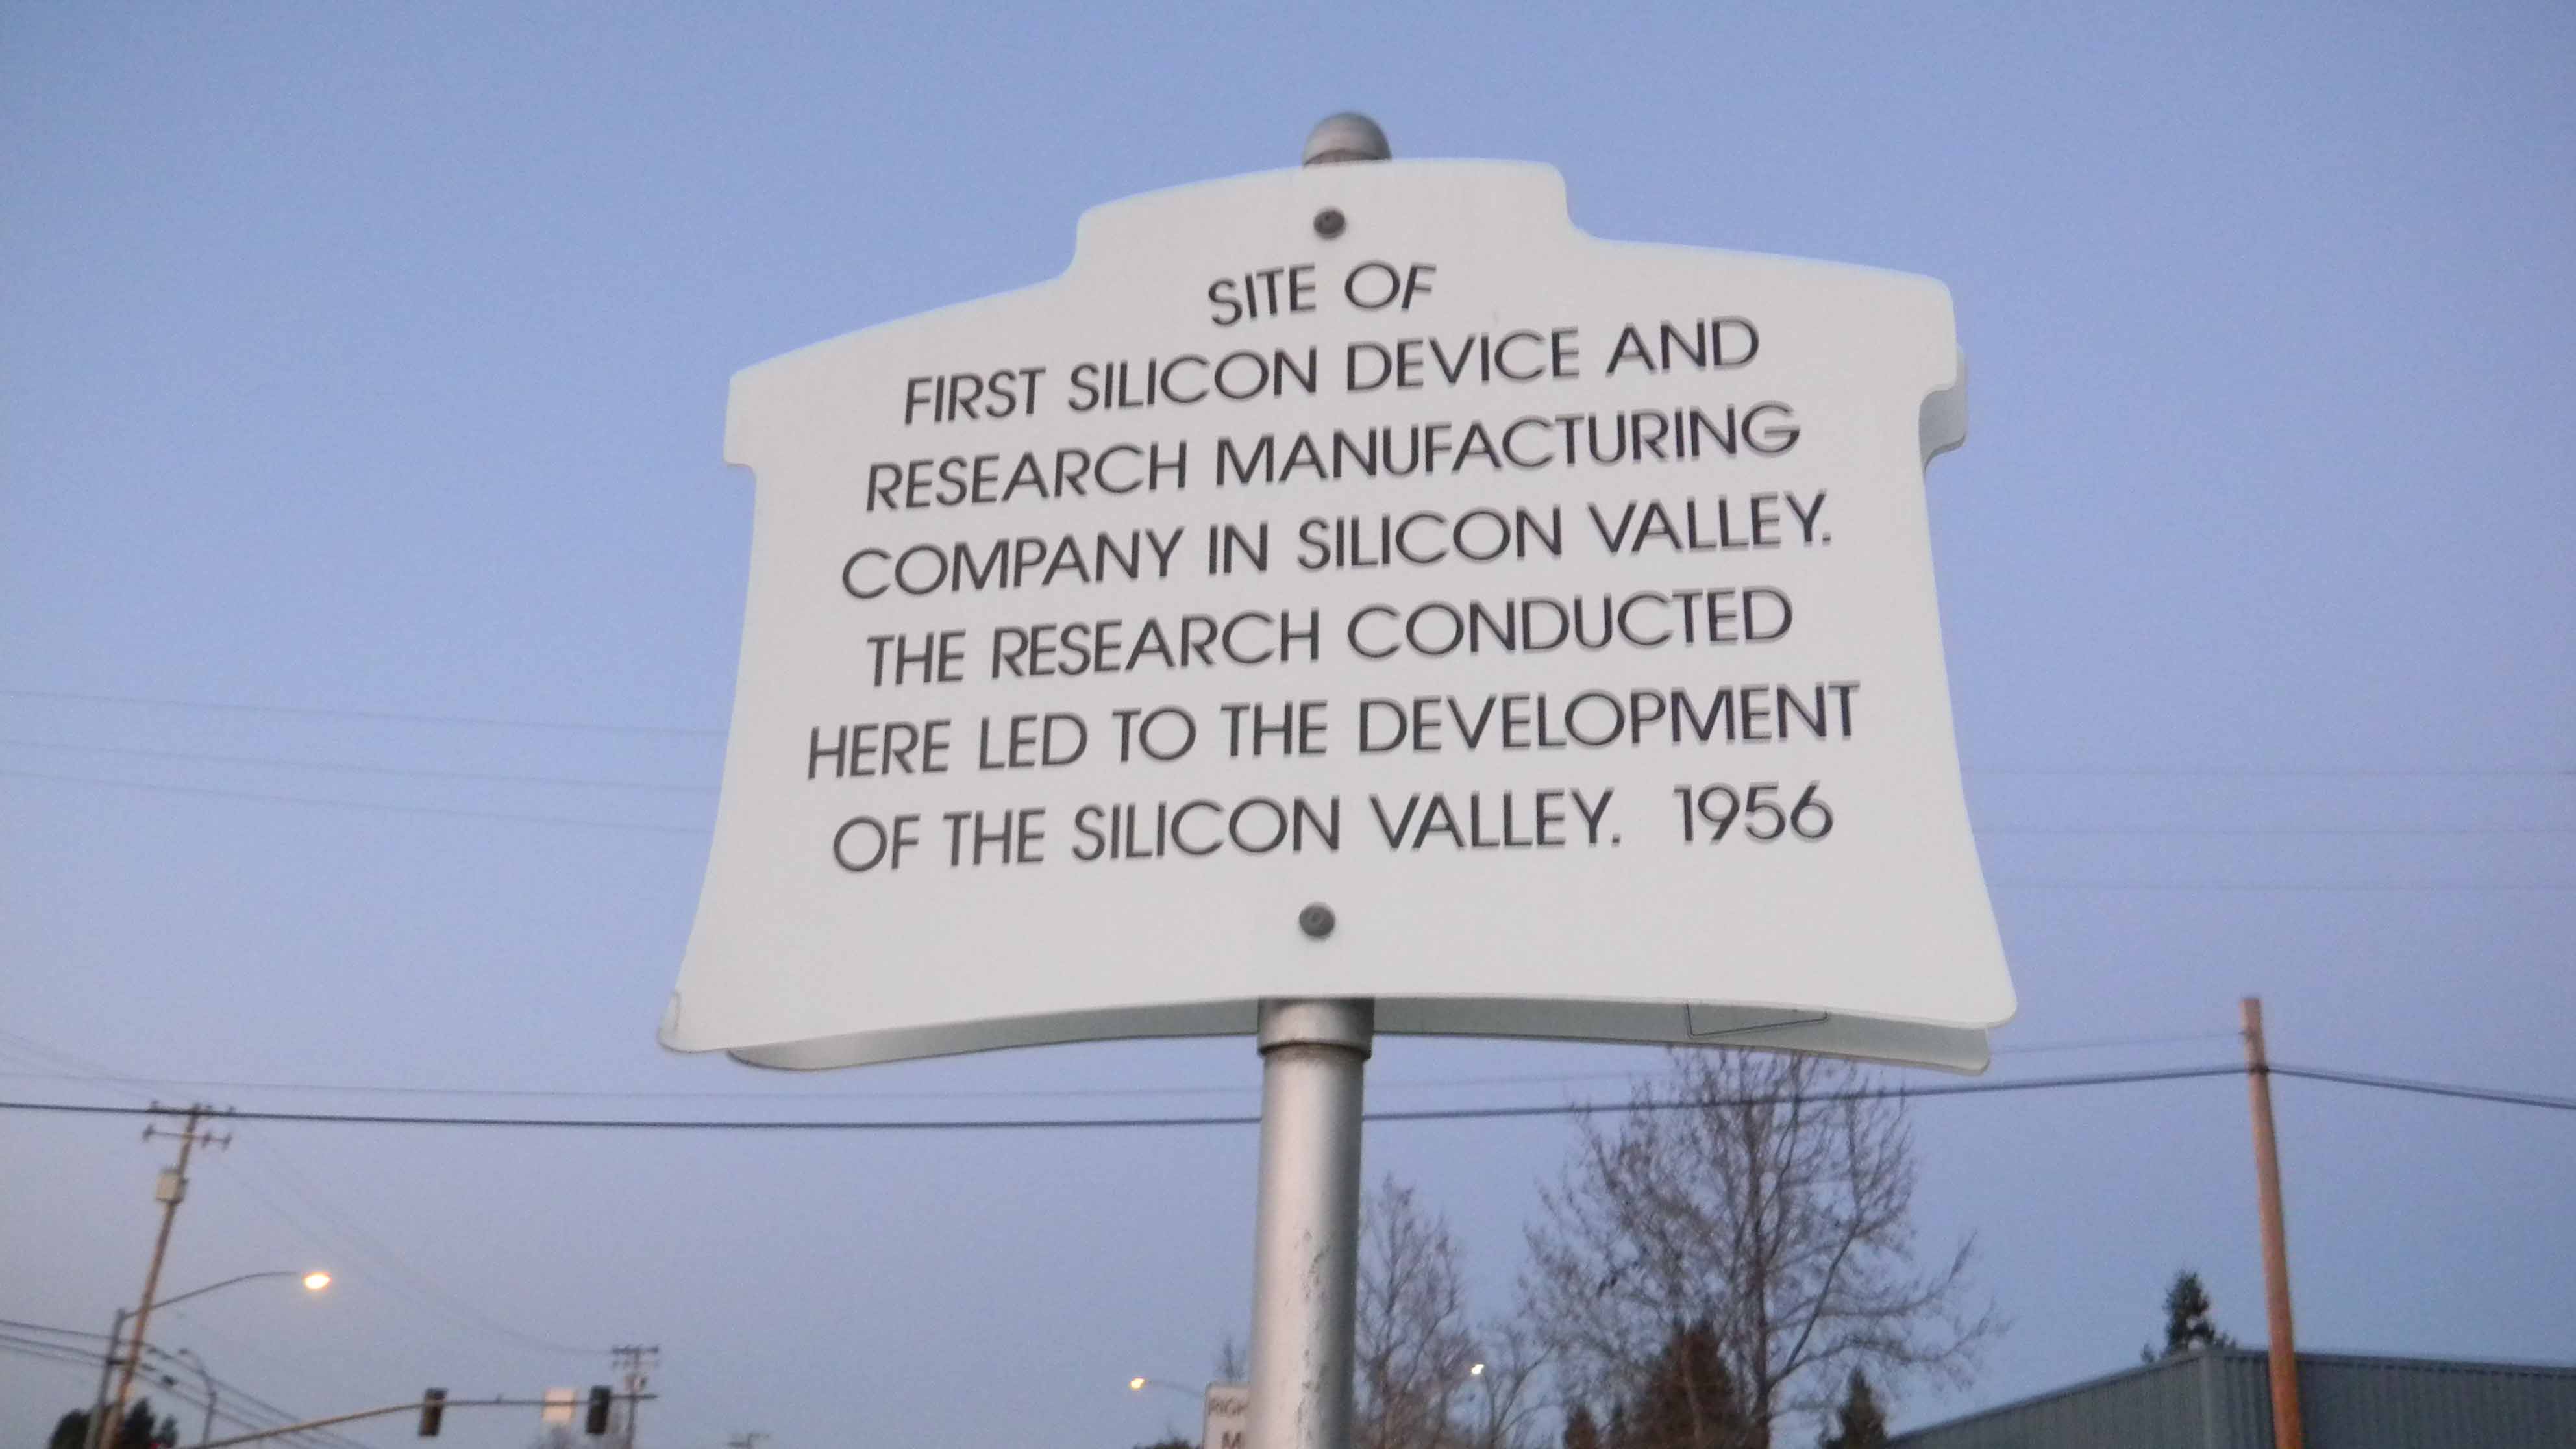 SITE OF
FIRST SILICON DEVICE AND
RESEARCH MANUFACTURING
COMPANY IN SILICON VALLEY.
THE RESEARCH CONDUCTED
HERE LED TO THE DEVELOPMENT
OF THE SILICON VALLEY. 1956